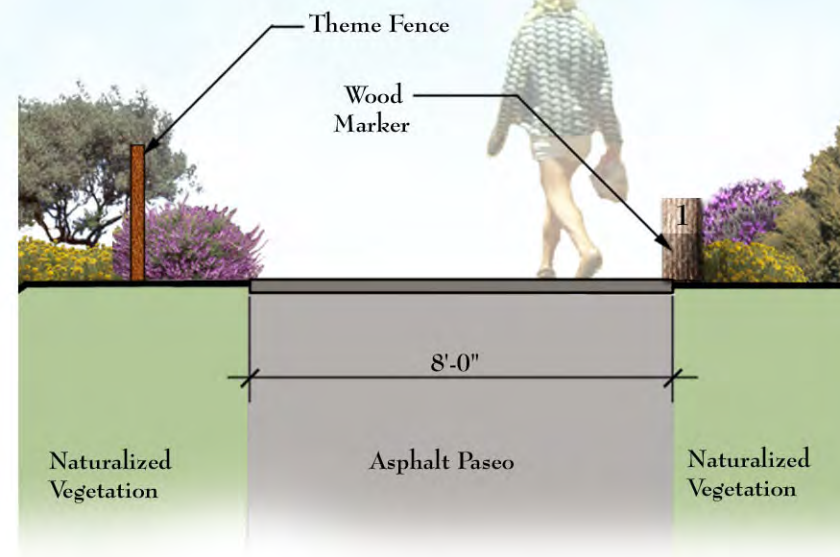 Theme Fence
Wood
Marker
1
8'-0"
Naturalized
Vegetation
Asphalt Paseo
Naturalized
Vegetation